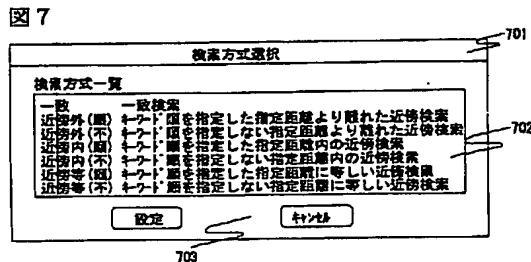 図7
701
検索方式選択
検索方式一覧
一致 一致検索
近傍外(順) キーワード順を指定した指定距離より離れた近傍検索
近傍外(不) キーワード順を指定しない指定距離より離れた近傍検索
近傍内(順) キーワード順を指定した指定距離内の近傍検索
近傍内(不) キーワード順を指定しない指定距離内の近傍検索
近傍等(順) キーワード順を指定した指定距離に等しい近傍検索
近傍等(不) キーワード順を指定しない指定距離に等しい近傍検索
702
設定 キャンセル
703